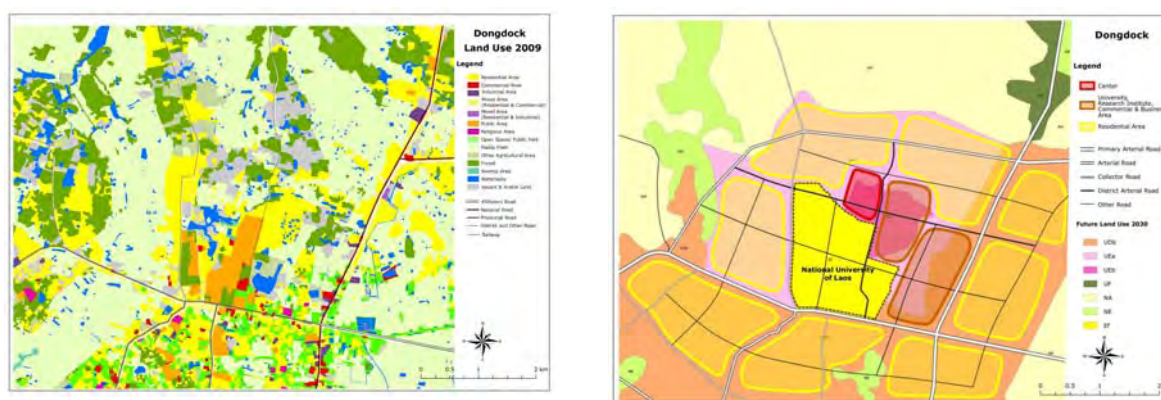 Dongdock
Land Use 2009
Legend
Residential Area
Commercial Area
Industrial Area
Mixed Area
(Residential & Commercial)
Mixed Area
(Residential & Industrial)
Public Area
Religious Area
Open Space/ Public Park
Paddy Field
Other Agricultural Area
Forest
Swamp Area
Waterbody
Vacant & Arable Land
National Road
Provincial Road
District and Other Road
0 0.5 1 2 km
Dongdock
Legend
Center
University,
Research Institute,
Commercial & Business
Area
Residential Area
Primary Arterial Road
Arterial Road
Collector Road
District Arterial Road
Other Road
Future Land Use 2030
UEa
UF
NA
NE
National University
of Laos
0 0.5 1 2